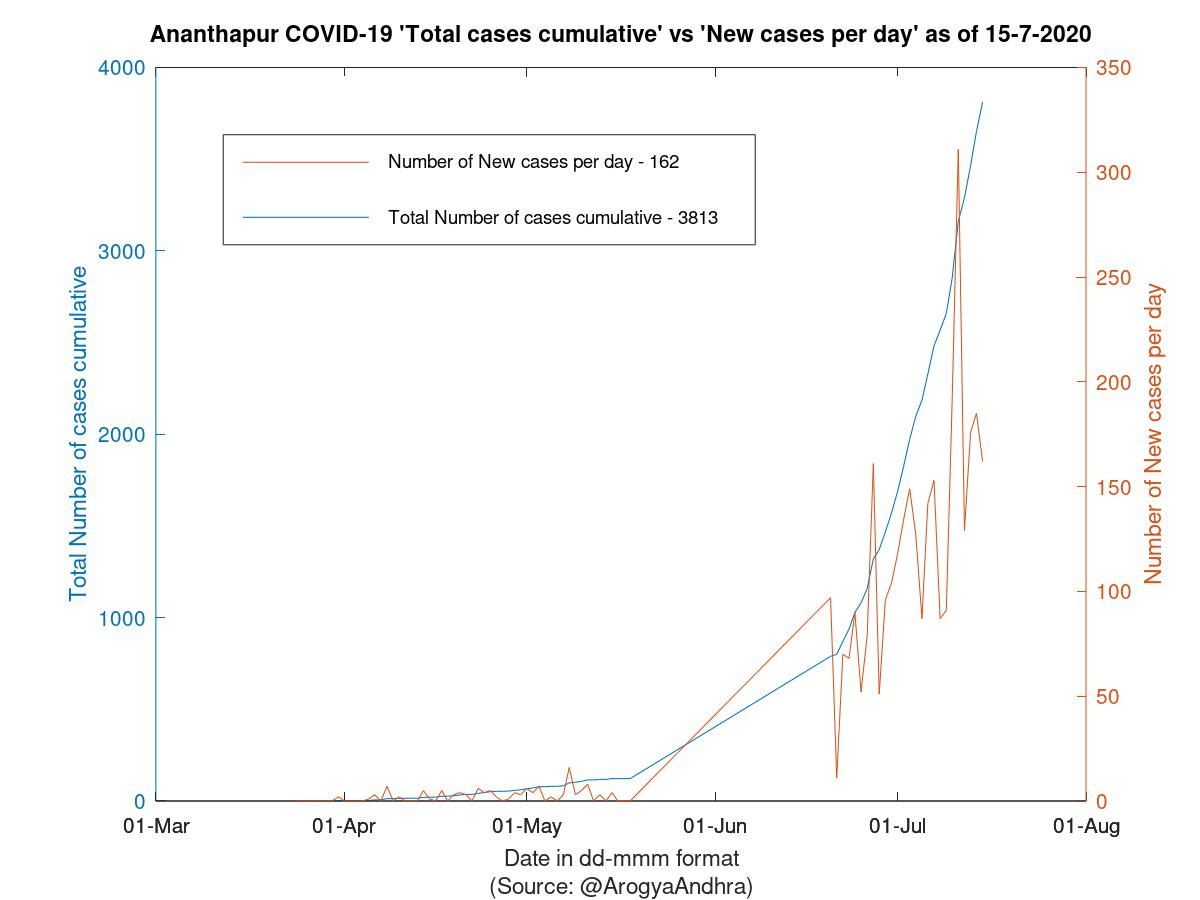 Ananthapur COVID-19 'Total cases cumulative' vs 'New cases per day' as of 15-7-2020
Number of New cases per day - 162
Total Number of cases cumulative - 3813
Total Number of cases cumulative
4000
3000
2000
1000
0
350
300
250
200
150
100
50
0
Number of New cases per day
01-Mar 01-Apr 01-May 01-Jun 01-Jul 01-Aug
Date in dd-mmm format
(Source: @ArogyaAndhra)